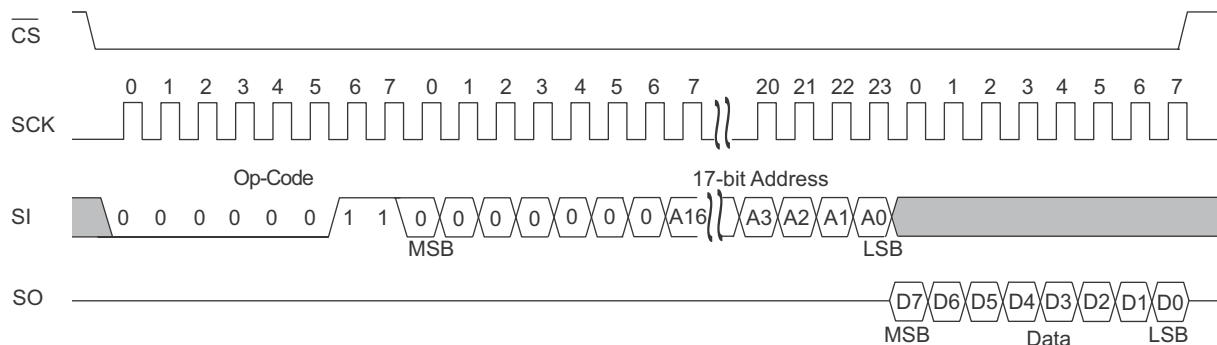 CS
0 1 2 3 4 5 6 7 0 1 2 3 4 5 6 7 20 21 22 23 0 1 2 3 4 5 6 7
SCK
Op-Code 17-bit Address
SI 0 0 0 0 0 0 1 1 0 0 0 0 0 0 0 A16 A3 A2 A1 A0
MSB LSB
SO D7 D6 D5 D4 D3 D2 D1 D0
MSB Data LSB